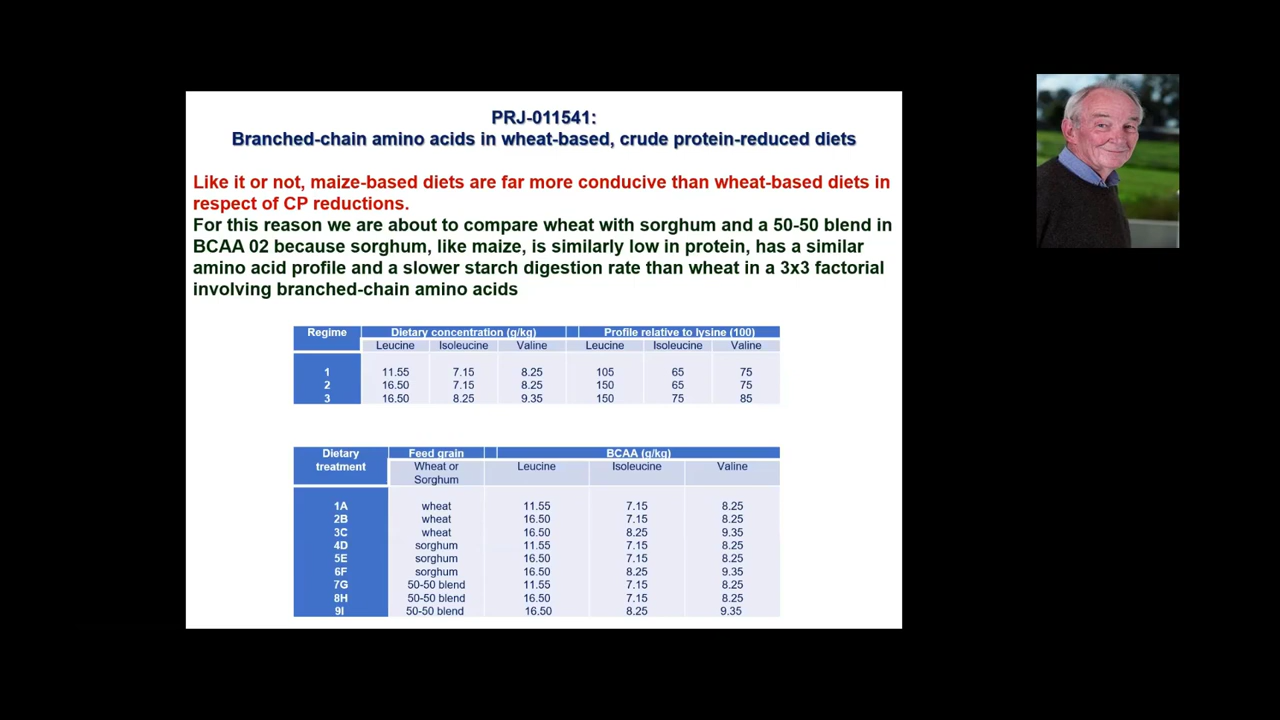 PRJ-011541:
Branched-chain amino acids in wheat-based, crude protein-reduced diets
Like it or not, maize-based diets are far more conducive than wheat-based diets in
respect of CP reductions.
For this reason we are about to compare wheat with sorghum and a 50-50 blend in
BCAA 02 because sorghum, like maize, is similarly low in protein, has a similar
amino acid profile and a slower starch digestion rate than wheat in a 3x3 factorial
involving branched-chain amino acids
Regime Dietary concentration (g/kg) Profile relative to lysine (100)
Leucine Isoleucine Valine Leucine Isoleucine Valine
1 11.55 7.15 8.25 105 65 75
2 16.50 7.15 8.25 150 65 75
3 16.50 8.25 9.35 150 75 85
Dietary Feed grain BCAA (g/kg)
treatment Wheat or Leucine Isoleucine Valine
Sorghum
1A wheat 11.55 7.15 8.25
2B wheat 16.50 7.15 8.25
3C wheat 16.50 8.25 9.35
4D sorghum 11.55 7.15 8.25
5E sorghum 16.50 7.15 8.25
6F sorghum 16.50 8.25 9.35
7G 50-50 blend 11.55 7.15 8.25
8H 50-50 blend 16.50 7.15 8.25
9I 50-50 blend 16.50 8.25 9.35